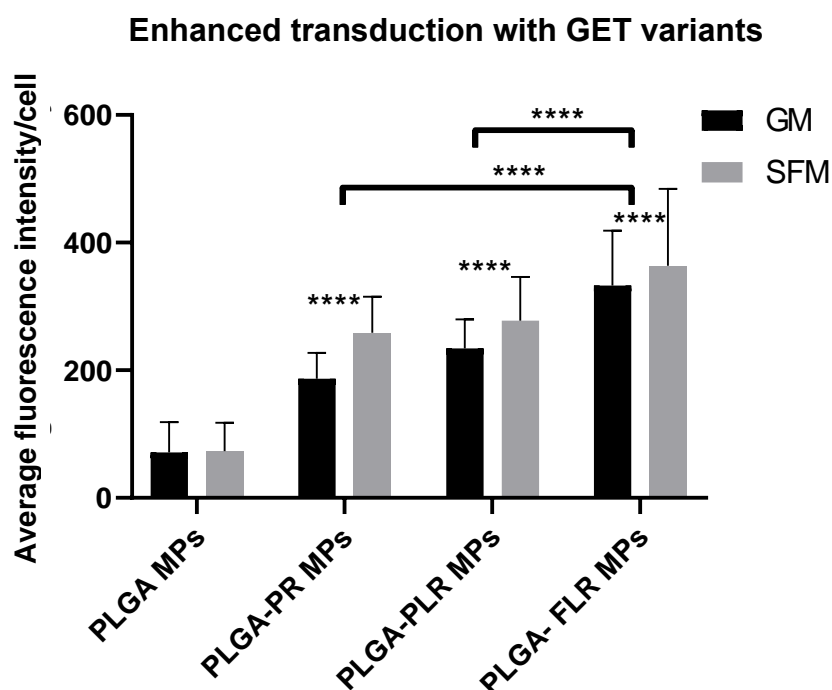 Enhanced transduction with GET variants
Average fluorescence intensity/cell
600
400
200
0
****
****
****
****
****
GM
SFM
PLGA MPs
PLGA-PR MPs
PLGA-PLR MPs
PLGA- FLR MPs